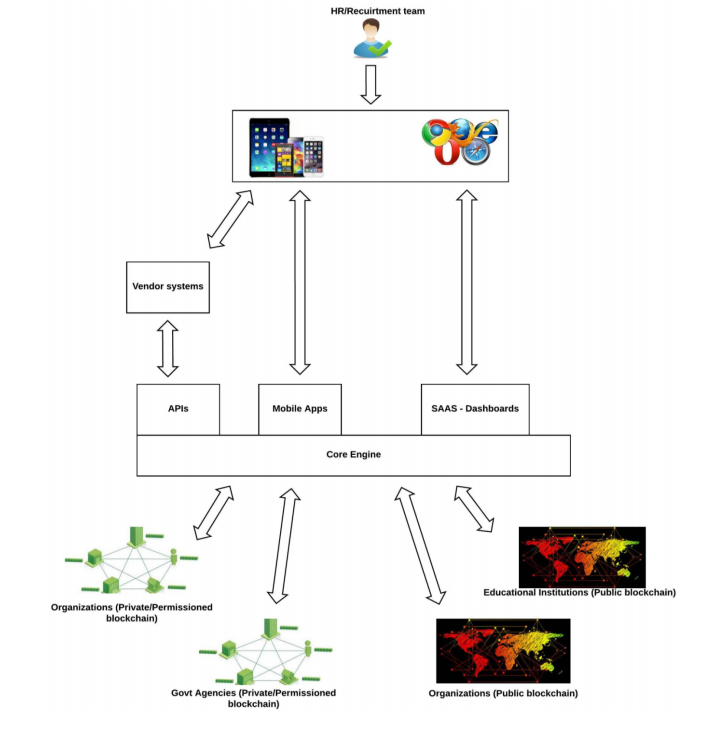 HR/Recuirtment team
Vendor systems
APIs
Mobile Apps
SAAS - Dashboards
Core Engine
Educational Institutions (Public blockchain)
Organizations (Private/Permissioned
blockchain)
Govt Agencies (Private/Permissioned
blockchain)
Organizations (Public blockchain)